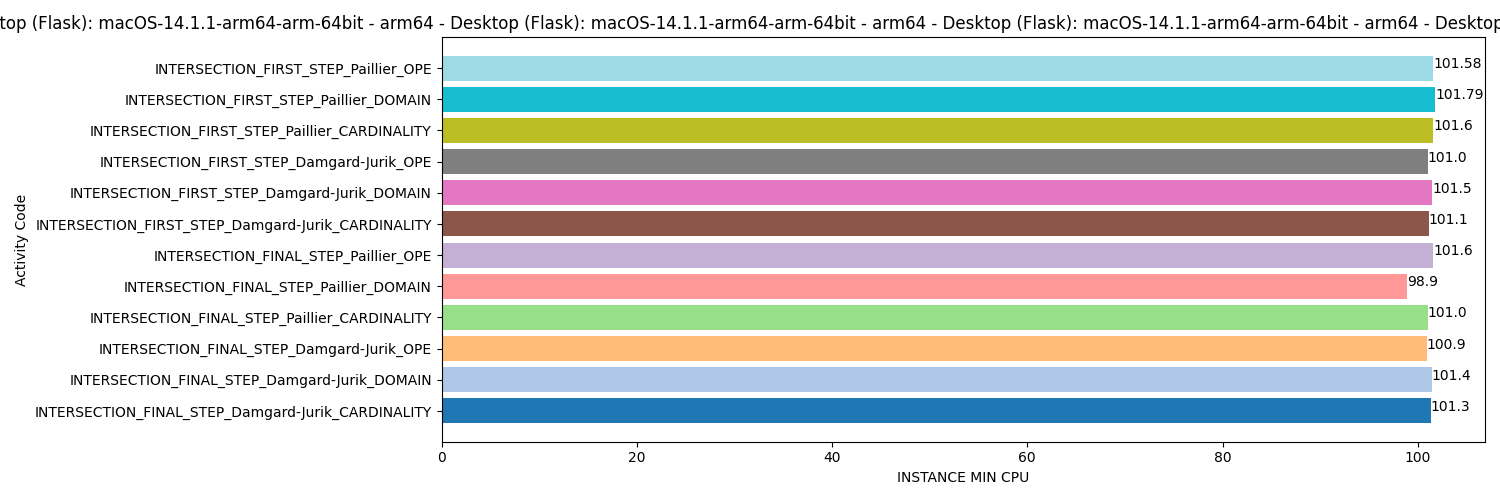 top (Flask): macOS-14.1.1-arm64-arm-64bit - arm64 - Desktop (Flask): macOS-14.1.1-arm64-arm-64bit - arm64 - Desktop (Flask): macOS-14.1.1-arm64-arm-64bit - arm64 - Desktop
INTERSECTION_FIRST_STEP_Paillier_OPE 101.58
INTERSECTION_FIRST_STEP_Paillier_DOMAIN 101.79
INTERSECTION_FIRST_STEP_Paillier_CARDINALITY 101.6
INTERSECTION_FIRST_STEP_Damgard-Jurik_OPE 101.0
INTERSECTION_FIRST_STEP_Damgard-Jurik_DOMAIN 101.5
INTERSECTION_FIRST_STEP_Damgard-Jurik_CARDINALITY 101.1
INTERSECTION_FINAL_STEP_Paillier_OPE 101.6
INTERSECTION_FINAL_STEP_Paillier_DOMAIN 98.9
INTERSECTION_FINAL_STEP_Paillier_CARDINALITY 101.0
INTERSECTION_FINAL_STEP_Damgard-Jurik_OPE 100.9
INTERSECTION_FINAL_STEP_Damgard-Jurik_DOMAIN 101.4
INTERSECTION_FINAL_STEP_Damgard-Jurik_CARDINALITY 101.3
Activity Code
0 20 40 60 80 100
INSTANCE MIN CPU